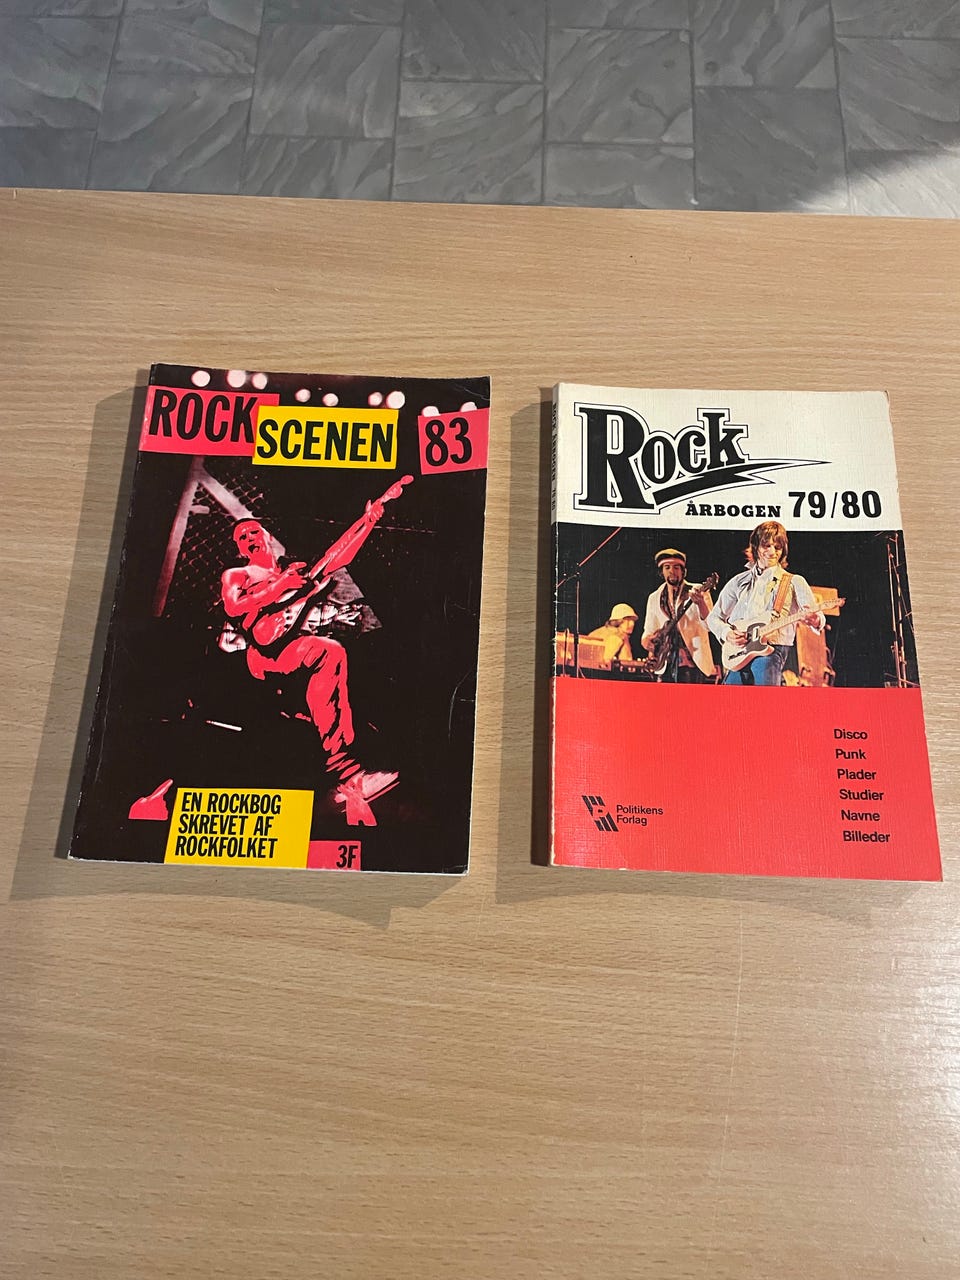 ROCK
SCENEN
83
EN ROCKBOG
SKREVET AF
ROCKFOLKET
3F
Rock
ÅRBOGEN 79/80
Disco
Punk
Plader
Studier
Navne
Billeder
Politikens
Forlag